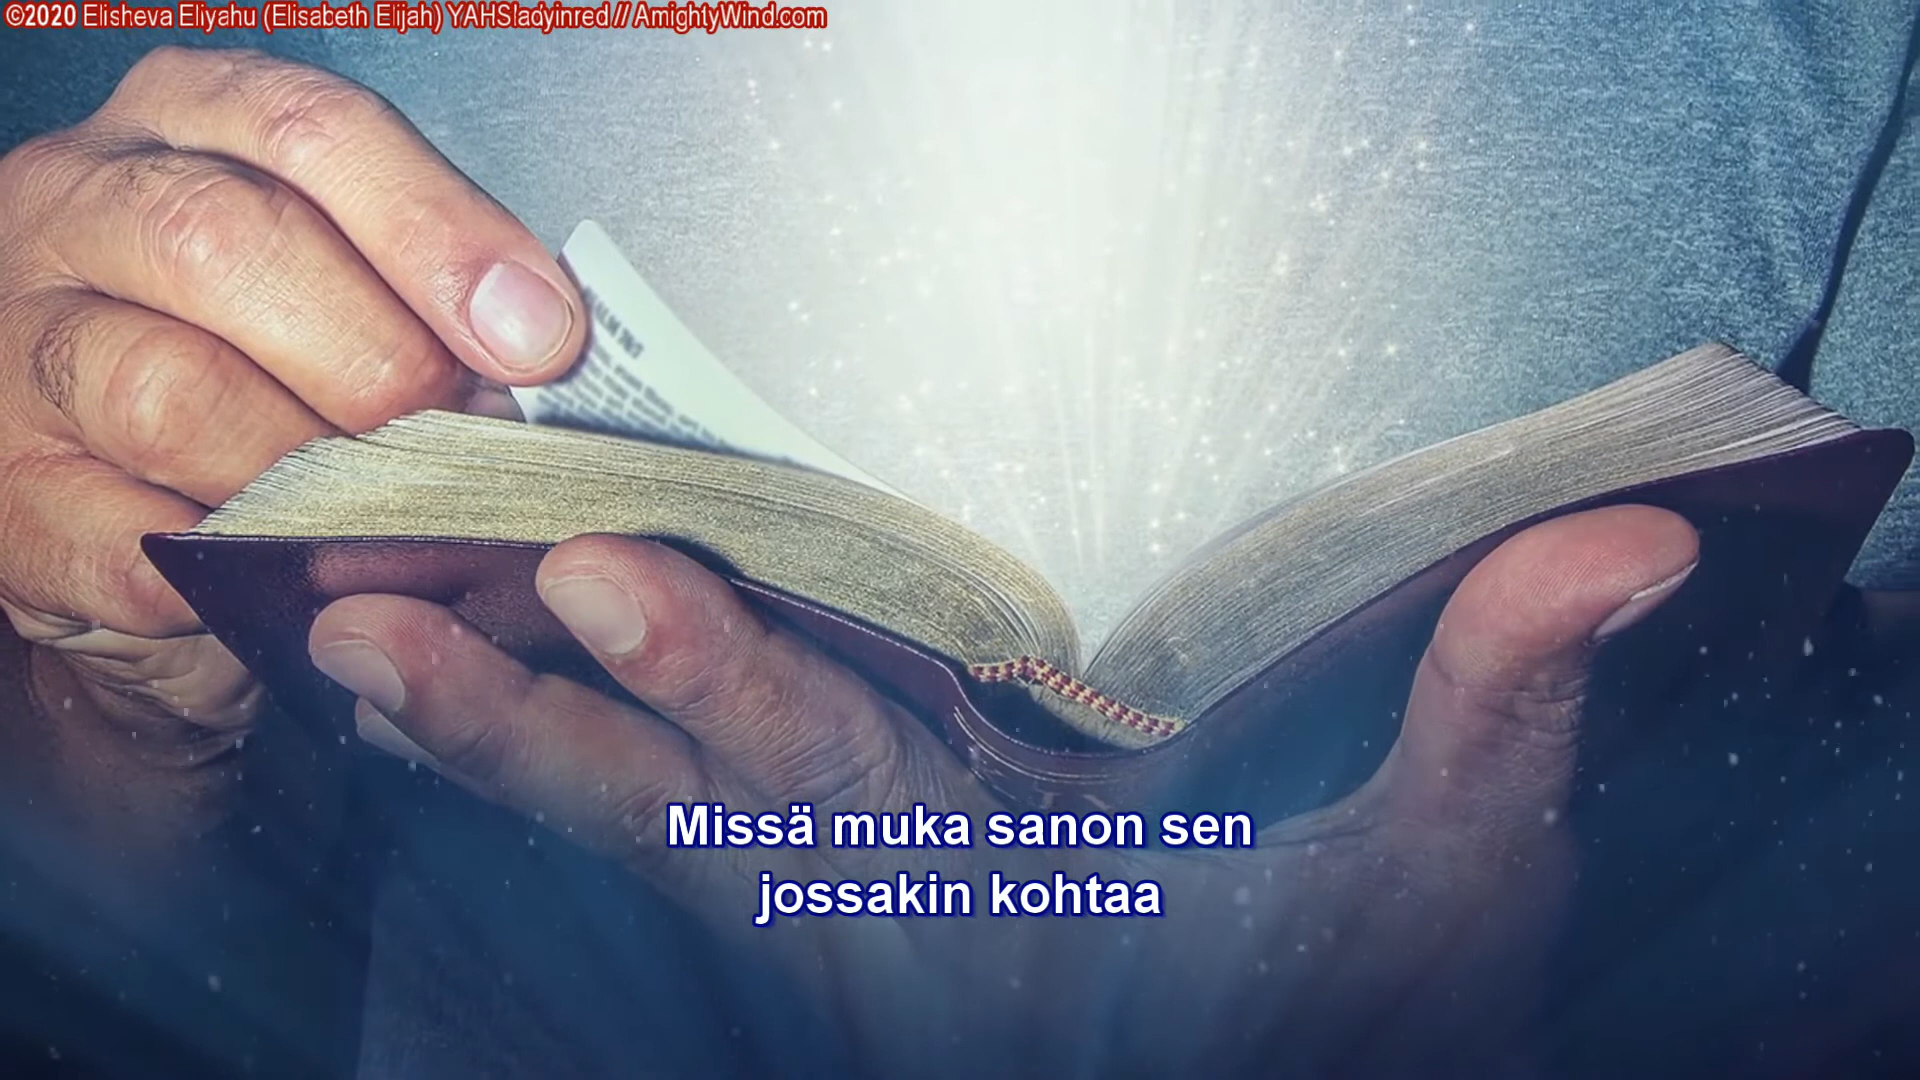 ©2020 Elisheva Eliyahu (Elisabeth Elijah) YAHSladyinred // AmightyWind.com
Missä muka sanon sen
jossakin kohtaa